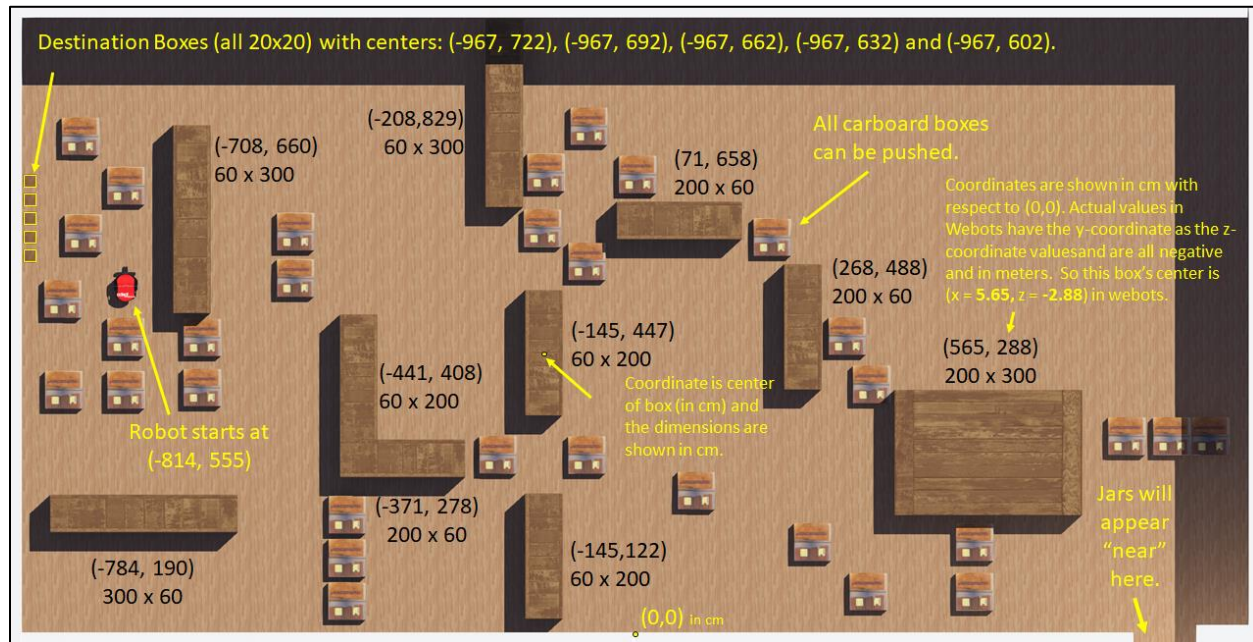 Destination Boxes (all 20x20) with centers: (-967, 722), (-967, 692), (-967, 662), (-967, 632) and (-967, 602).
(-708, 660)
60 x 300
(-208,829)
60 x 300
(71, 658)
200 x 60
All carboard boxes
can be pushed.
Coordinates are shown in cm with
respect to (0,0). Actual values in
Webots have the y-coordinate as the z-
coordinate valuesand are all negative
and in meters. So this box's center is
(x = 5.65, z = -2.88) in webots.
(268, 488)
200 x 60
(565, 288)
200 x 300
(-145, 447)
60 x 200
Coordinate is center
of box (in cm) and
the dimensions are
shown in cm.
(-441, 408)
60 x 200
Robot starts at
(-814, 555)
(-371, 278)
200 x 60
(-784, 190)
300 x 60
(-145,122)
60 x 200
(0,0) in cm
Jars will
appear
"near"
here.